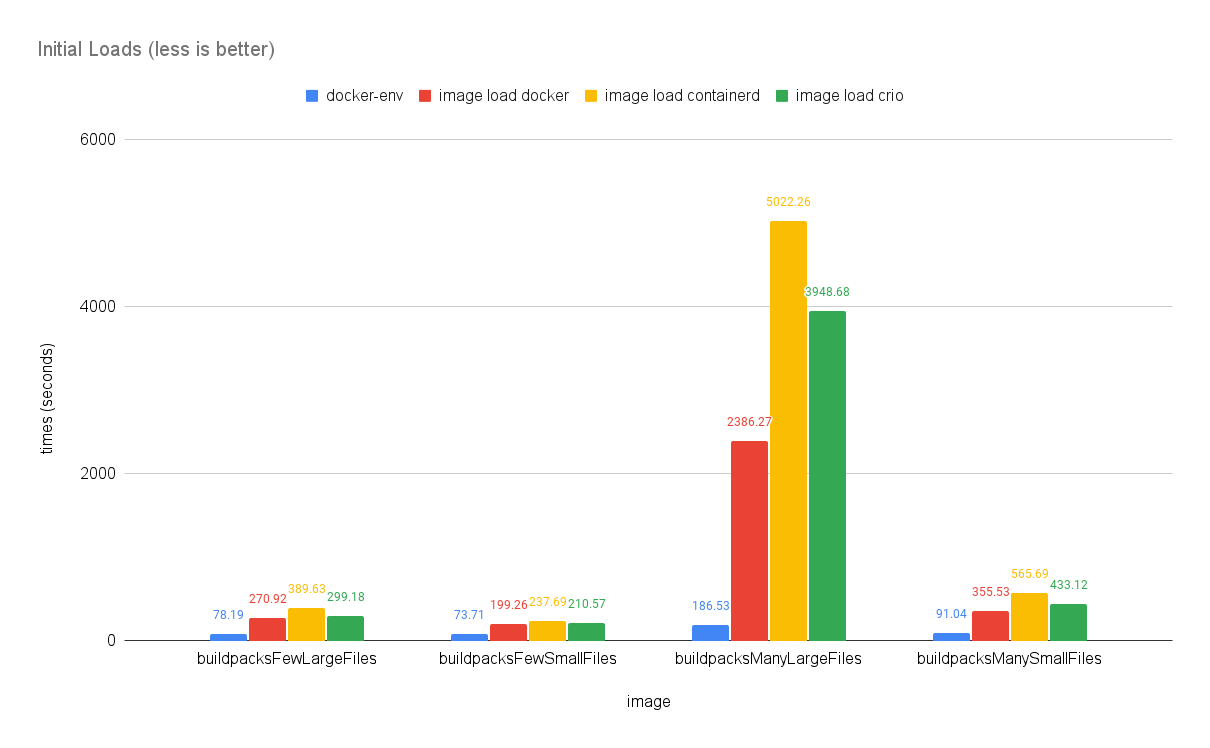 Initial Loads (less is better)
docker-env image load docker image load containerd image load crio
6000
4000
2000
0
times (seconds)
78.19 270.92 389.63 299.18
73.71 199.26 237.69 210.57
186.53 2386.27 5022.26 3948.68
91.04 355.53 565.69 433.12
buildpacksFewLargeFiles buildpacksFewSmallFiles buildpacksManyLargeFiles buildpacksManySmallFiles
image